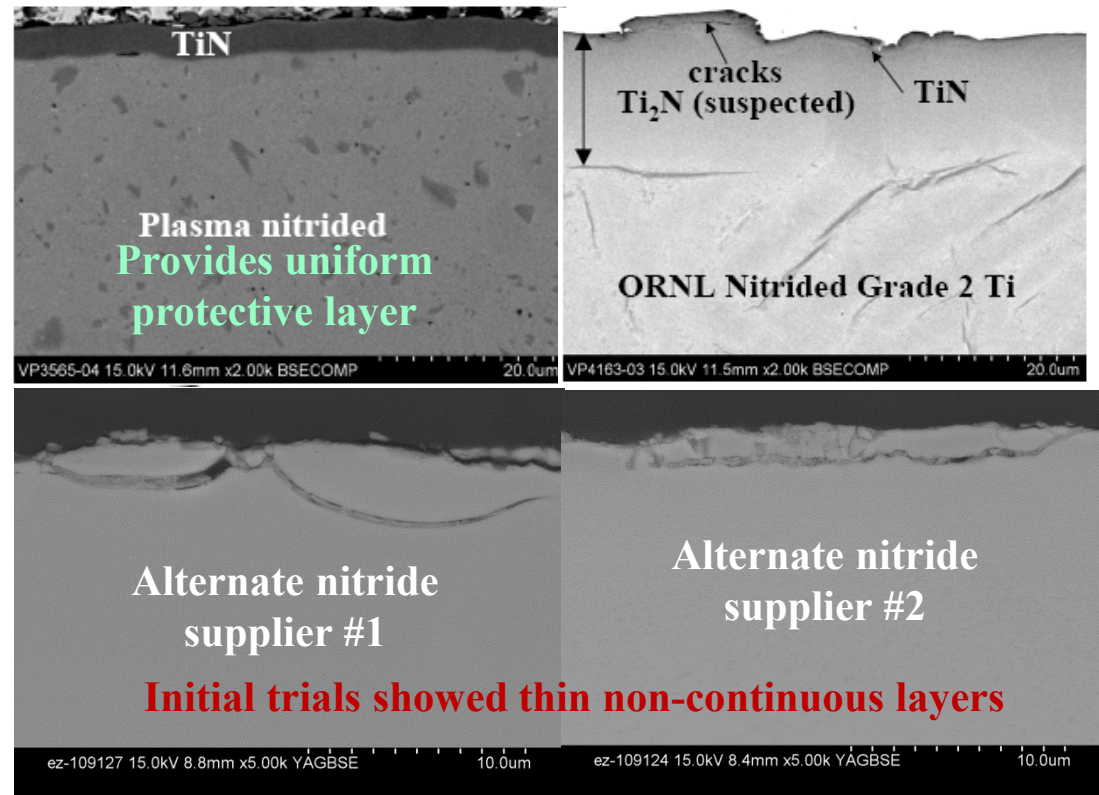 TiN
Plasma nitrided
Provides uniform
protective layer
VP3565-04 15.0kV 11.6mm x2.00k BSECOMP 20.0um
cracks
Ti₂N (suspected)
TiN
ORNL Nitrided Grade 2 Ti
VP4163-03 15.0kV 11.5mm x2.00k BSECOMP 20.0um
Alternate nitride
supplier #1
Alternate nitride
supplier #2
Initial trials showed thin non-continuous layers
ez-109127 15.0kV 8.8mm x5.00k YAGBSE 10.0um
ez-109124 15.0kV 8.4mm x5.00k YAGBSE 10.0um